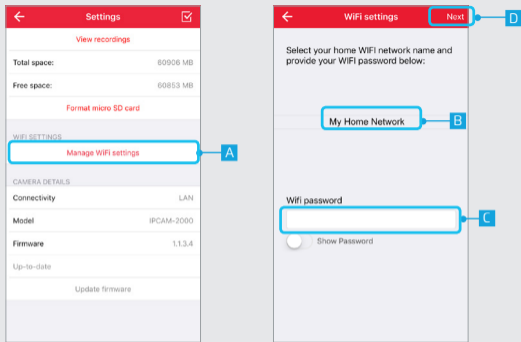 Settings
View recordings
Total space: 60906 MB
Free space: 60853 MB
Format micro SD card
WIFI SETTINGS
Manage WiFi settings
A
CAMERA DETAILS
Connectivity LAN
Model IPCAM-2000
Firmware 1.1.3.4
Up-to-date
Update firmware
WiFi settings Next
D
Select your home WIFI network name and
provide your WIFI password below:
My Home Network
B
Wifi password
C
Show Password